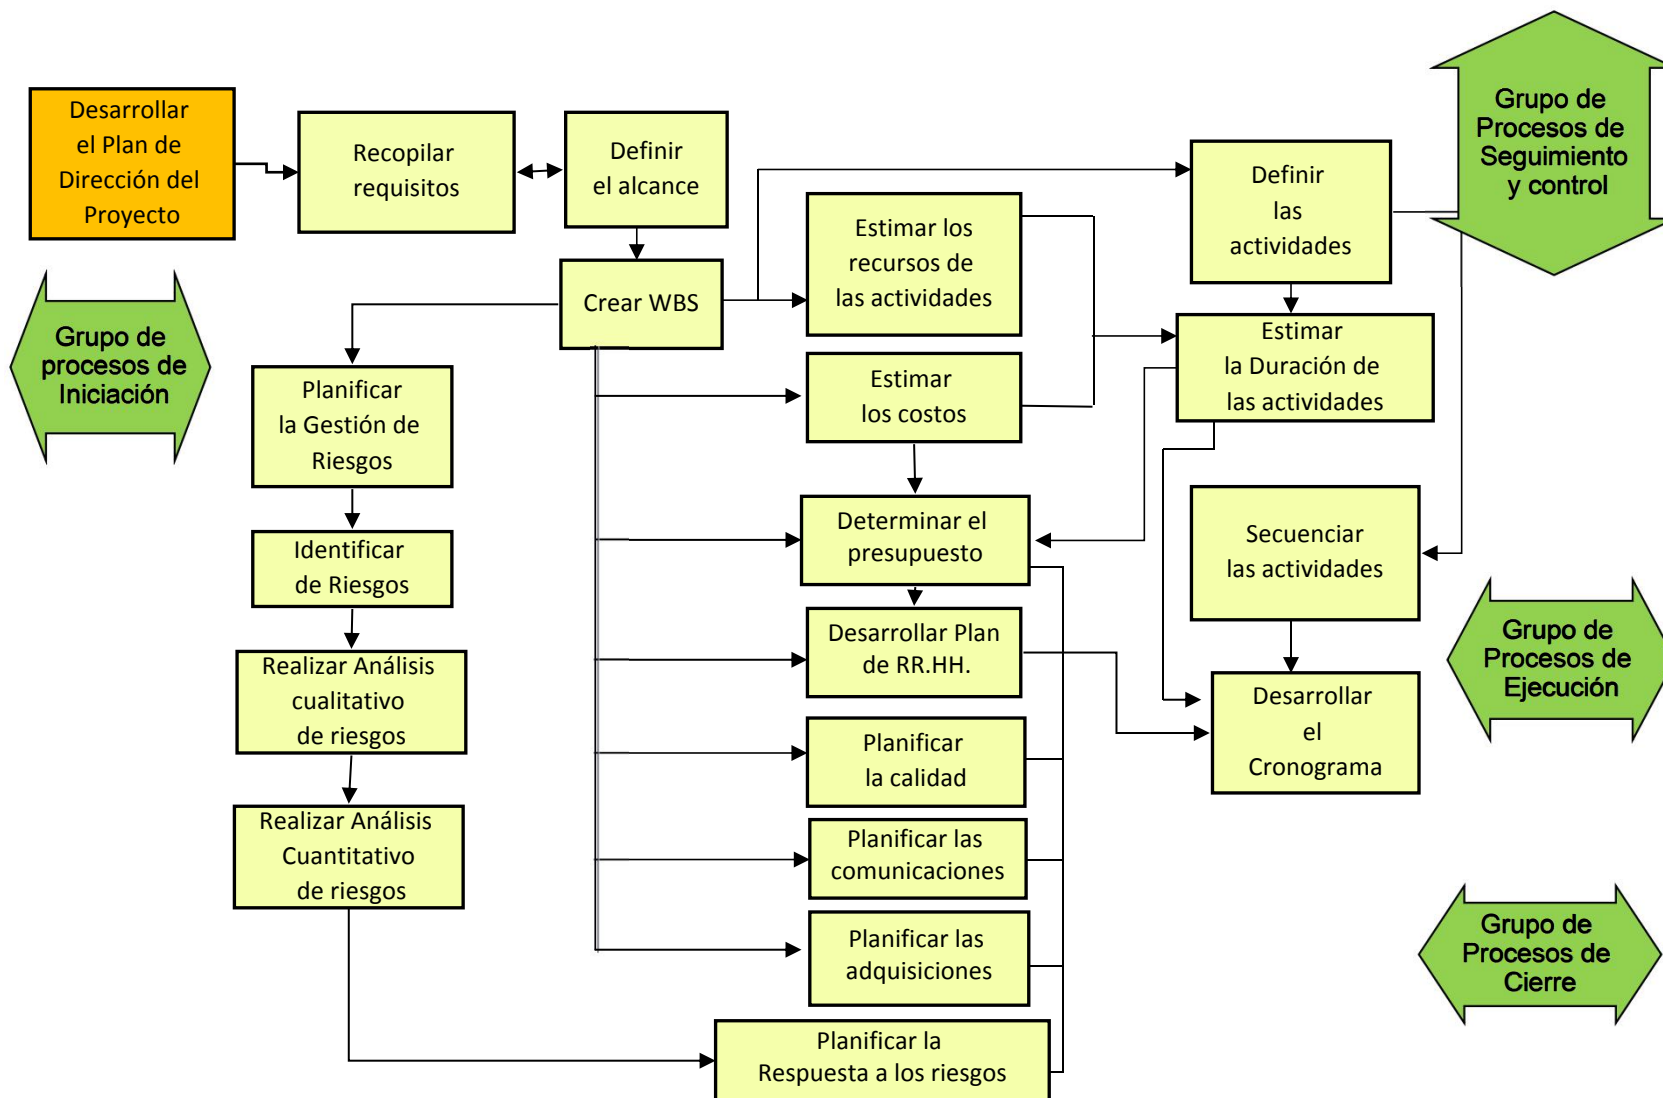 Desarrollar
el Plan de
Dirección del
Proyecto
Recopilar
requisitos
Definir
el alcance
Definir
las
actividades
Grupo de
Procesos de
Seguimiento
y control
Estimar los
recursos de
las actividades
Crear WBS
Grupo de
procesos de
Iniciación
Estimar
la Duración de
las actividades
Planificar
la Gestión de
Riesgos
Estimar
los costos
Determinar el
presupuesto
Secuenciar
las actividades
Identificar
de Riesgos
Desarrollar Plan
de RR.HH.
Grupo de
Procesos de
Ejecución
Realizar Análisis
cualitativo
de riesgos
Desarrollar
el
Cronograma
Planificar
la calidad
Realizar Análisis
Cuantitativo
de riesgos
Planificar las
comunicaciones
Planificar las
adquisiciones
Grupo de
Procesos de
Cierre
Planificar la
Respuesta a los riesgos